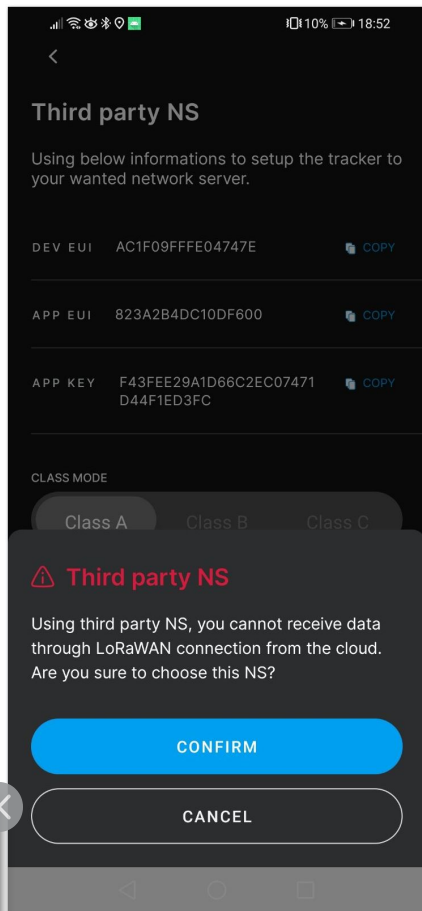 10% 18:52
Third party NS
Using below informations to setup the tracker to
your wanted network server.
DEV EUI AC1F09FFFE04747E COPY
APP EUI 823A2B4DC10DF600 COPY
APP KEY F43FEE29A1D66C2EC07471 COPY
D44F1ED3FC
CLASS MODE
Class A Class B Class C
Third party NS
Using third party NS, you cannot receive data
through LoRaWAN connection from the cloud.
Are you sure to choose this NS?
CONFIRM
CANCEL